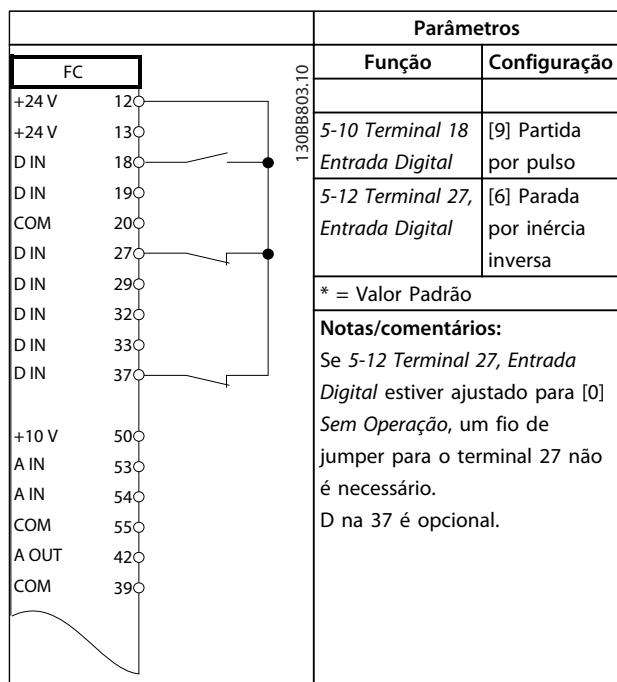 FC
+24 V 12
+24 V 13
D IN 18
D IN 19
COM 20
D IN 27
D IN 29
D IN 32
D IN 33
D IN 37
+10 V 50
A IN 53
A IN 54
COM 55
A OUT 42
COM 39
130BB803.10
Parâmetros
Função Configuração
5-10 Terminal 18 [9] Partida
Entrada Digital por pulso
5-12 Terminal 27, [6] Parada
Entrada Digital por inércia
inversa
* = Valor Padrão
Notas/comentários:
Se 5-12 Terminal 27, Entrada
Digital estiver ajustado para [0]
Sem Operação, um fio de
jumper para o terminal 27 não
é necessário.
D na 37 é opcional.